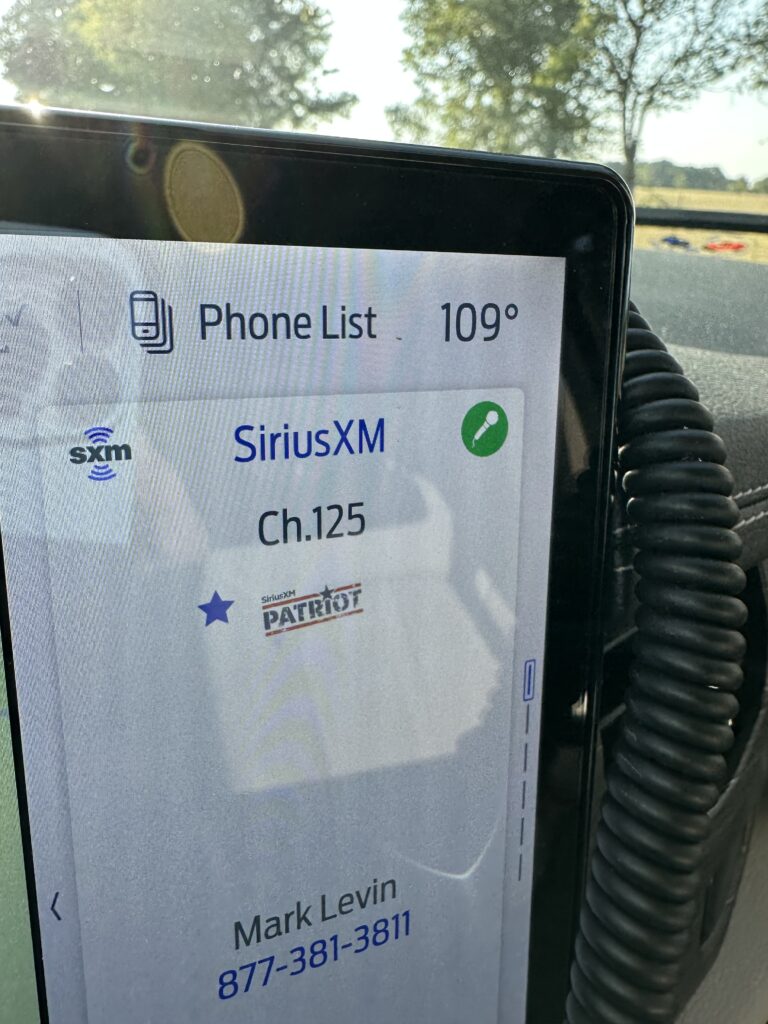 Phone List 109°
sxm SiriusXM
Ch.125
SiriusXM
PATRIOT
Mark Levin
877-381-3811